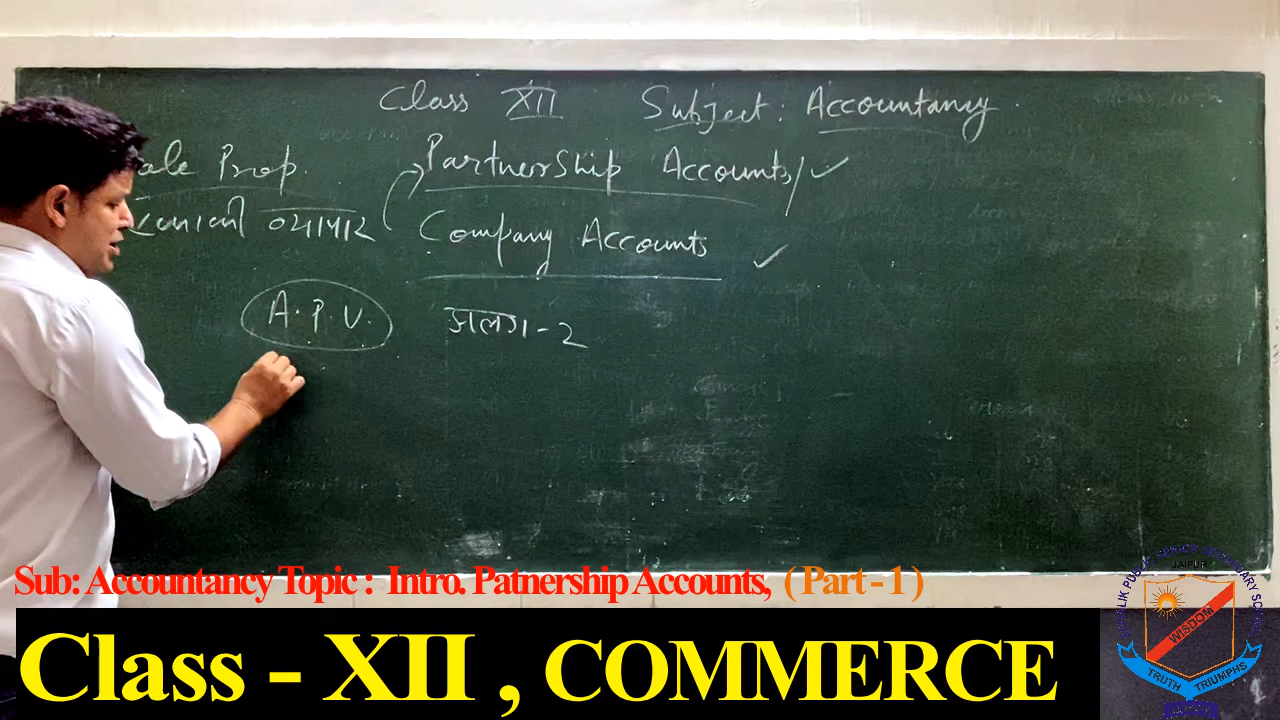 Class XII Subject: Accountancy
Prop. Partnership Accounts/
व्यापार Company Accounts
A.P.V. अलग-2
Sub: Accountancy Topic : Intro. Patnership Accounts, ( Part - 1 )
Class - XII , COMMERCE
JAIPUR
WISDOM
TRUTH TRIUMPHS